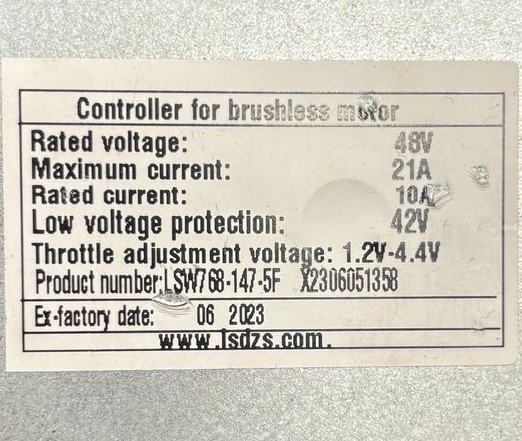 Controller for brushless motor
Rated voltage: 48V
Maximum current: 21A
Rated current: 10A
Low voltage protection: 42V
Throttle adjustment voltage: 1.2V-4.4V
Product number:LSW768-147-5F X2306051358
Ex-factory date: 06 2023
www.lsdzs.com.